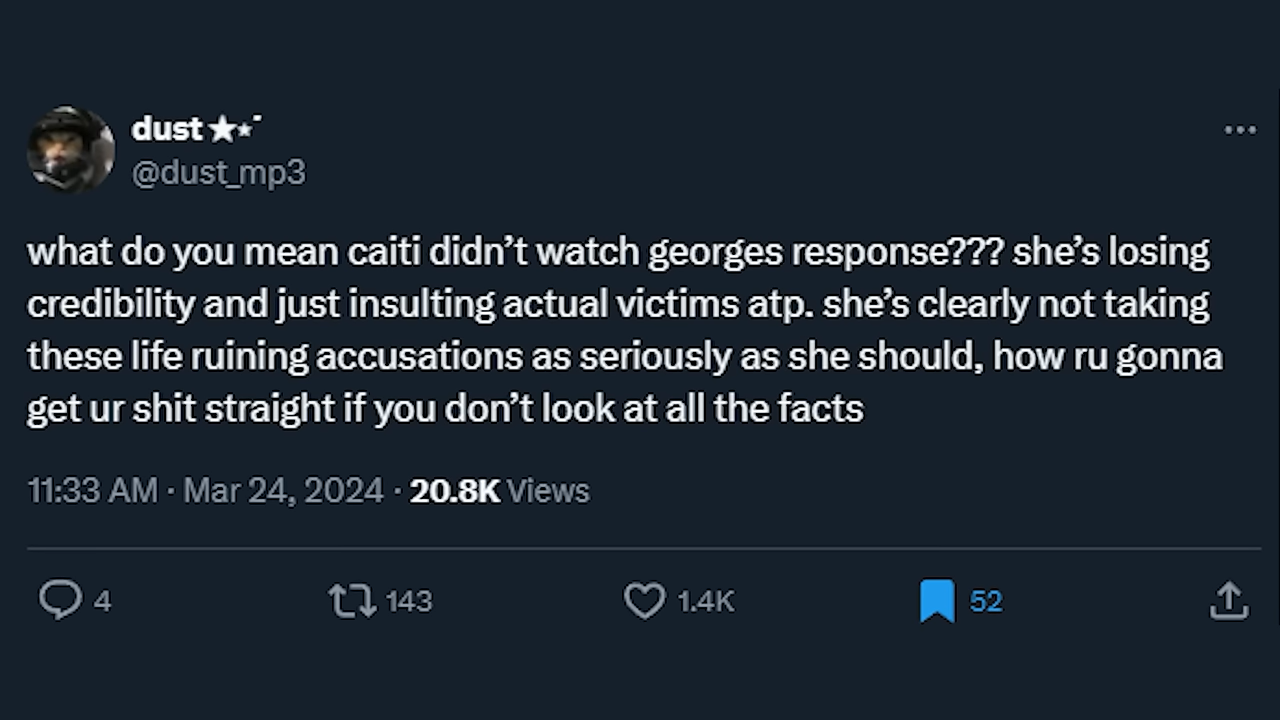 dust★⋆˙
@dust_mp3
what do you mean caiti didn’t watch georges response??? she’s losing
credibility and just insulting actual victims atp. she’s clearly not taking
these life ruining accusations as seriously as she should, how ru gonna
get ur shit straight if you don’t look at all the facts
11:33 AM · Mar 24, 2024 · 20.8K Views
4 143 1.4K 52